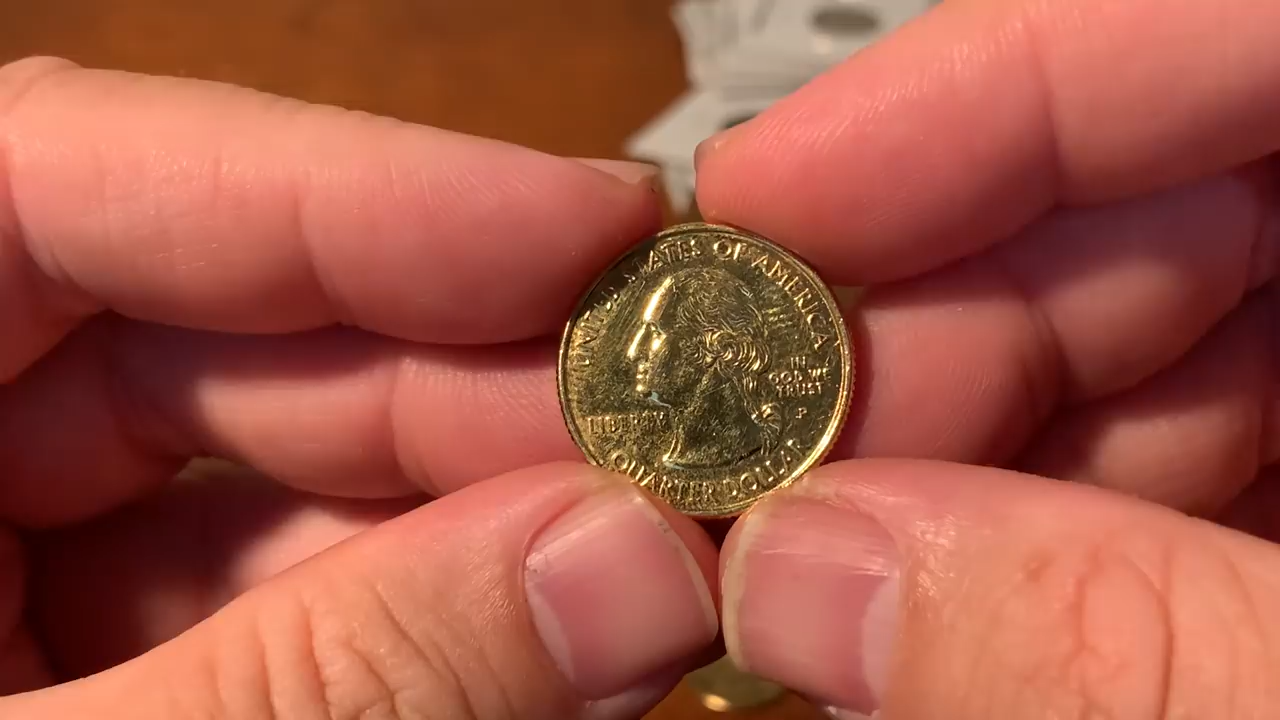 UNITED STATES OF AMERICA
IN
GOD WE
TRUST
LIBERTY
P
QUARTER DOLLAR